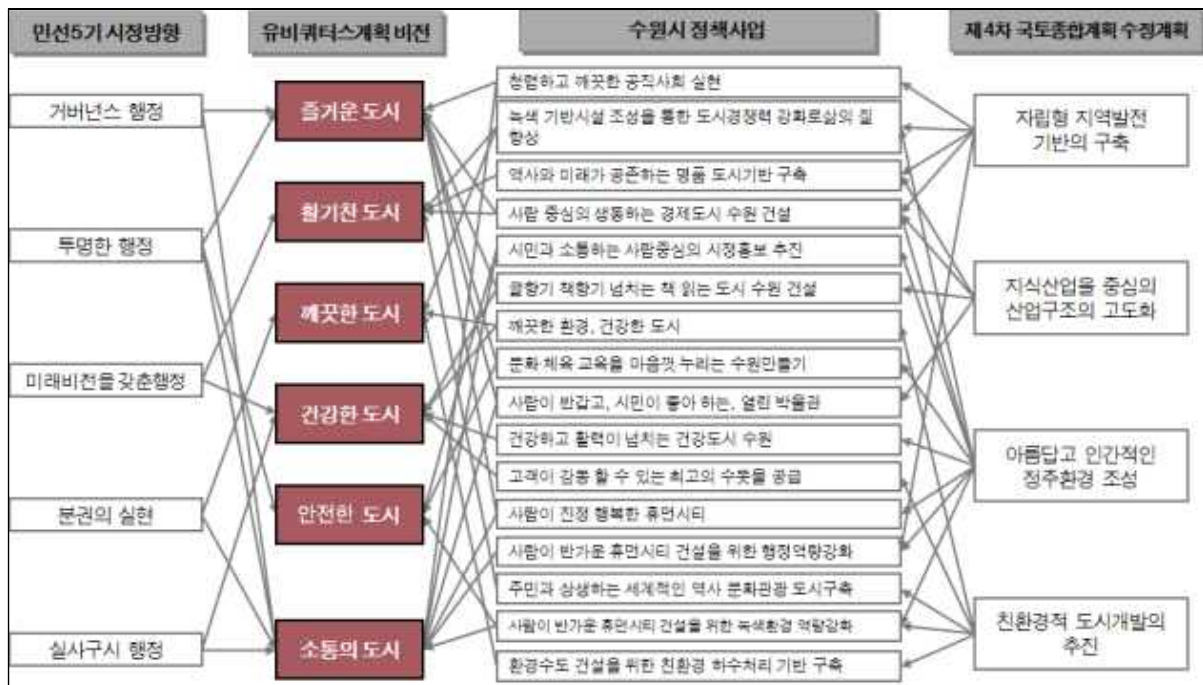 민선5기 시정방향
유비쿼터스계획 비전
수원시 정책사업
제4차 국토종합계획 수정계획
거버넌스 행정
투명한 행정
미래비전을 갖춘행정
분권의 실현
실사구시 행정
즐거운 도시
활기찬 도시
깨끗한 도시
건강한 도시
안전한 도시
소통의 도시
청렴하고 깨끗한 공직사회 실현
녹색 기반시설 조성을 통한 도시경쟁력 강화로삶의 질
향상
역사와 미래가 공존하는 명품 도시기반 구축
사람 중심의 생동하는 경제도시 수원 건설
시민과 소통하는 사람중심의 시정홍보 추진
글향기 책향기 넘치는 책 읽는 도시 수원 건설
깨끗한 환경, 건강한 도시
문화·체육 교육을 마음껏 누리는 수원만들기
사람이 반갑고, 시민이 좋아 하는, 열린 박물관
건강하고 활력이 넘치는 건강도시 수원
고객이 감동 할 수 있는 최고의 수돗물 공급
사람이 진정 행복한 휴먼시티
사람이 반가운 휴먼시티 건설을 위한 행정역량강화
주민과 상생하는 세계적인 역사 문화관광 도시구축
사람이 반가운 휴먼시티 건설을 위한 녹색환경 역량강화
환경수도 건설을 위한 친환경 하수처리 기반 구축
자립형 지역발전
기반의 구축
지식산업을 중심의
산업구조의 고도화
아름답고 인간적인
정주환경 조성
친환경적 도시개발의
추진